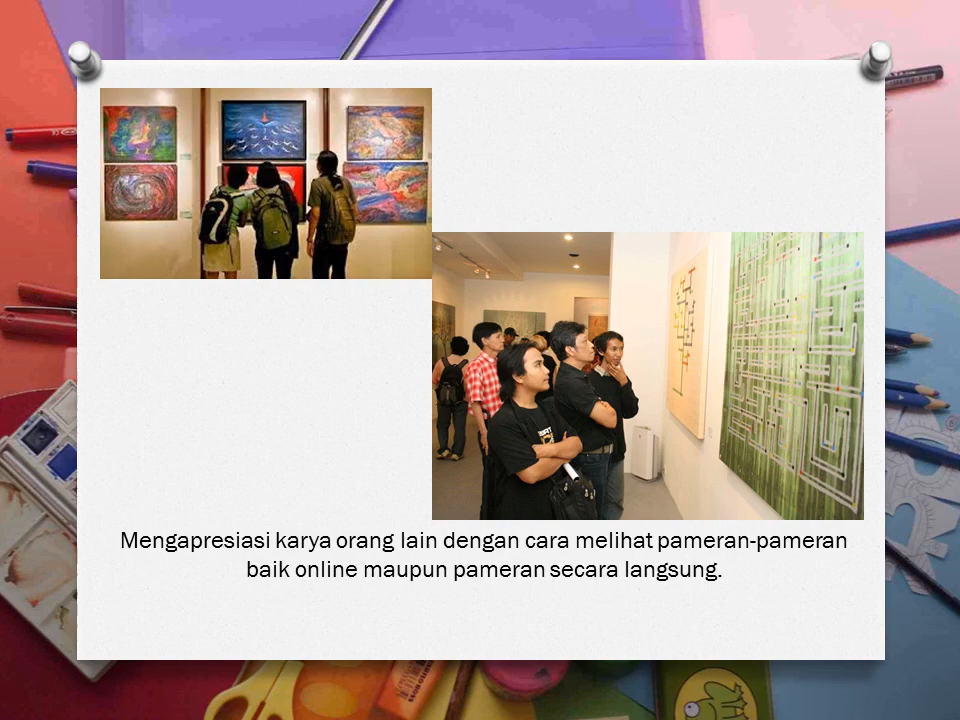 Mengapresiasi karya orang lain dengan cara melihat pameran-pameran
baik online maupun pameran secara langsung.